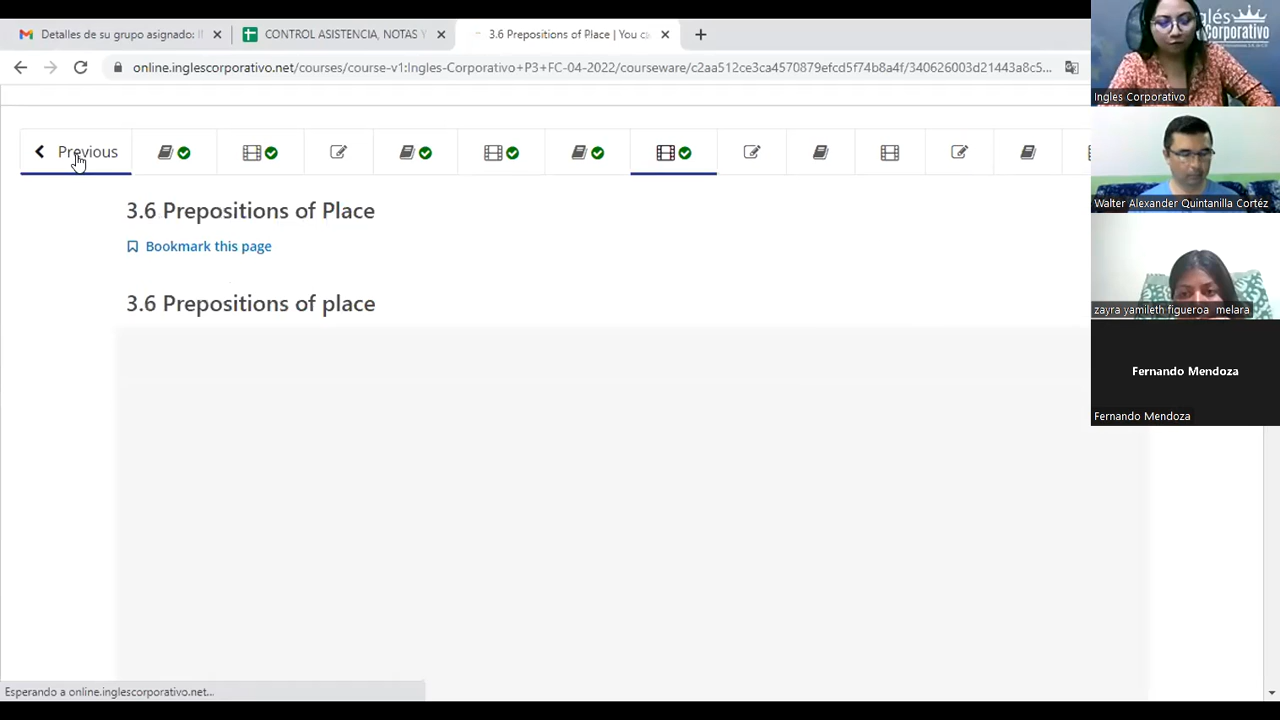 Detalles de su grupo asignado: I
CONTROL ASISTENCIA, NOTAS Y
3.6 Prepositions of Place | You c
online.inglescorporativo.net/courses/course-v1:Ingles-Corporativo+P3+FC-04-2022/courseware/c2aa512ce3ca4570879efcd5f74b8a4f/340626003d21443a8c5...
Previous
3.6 Prepositions of Place
Bookmark this page
3.6 Prepositions of place
Esperando a online.inglescorporativo.net...
glés
Corporativo
Ingles Corporativo
Walter Alexander Quintanilla Cortéz
zayra yamileth figueroa melara
Fernando Mendoza
Fernando Mendoza